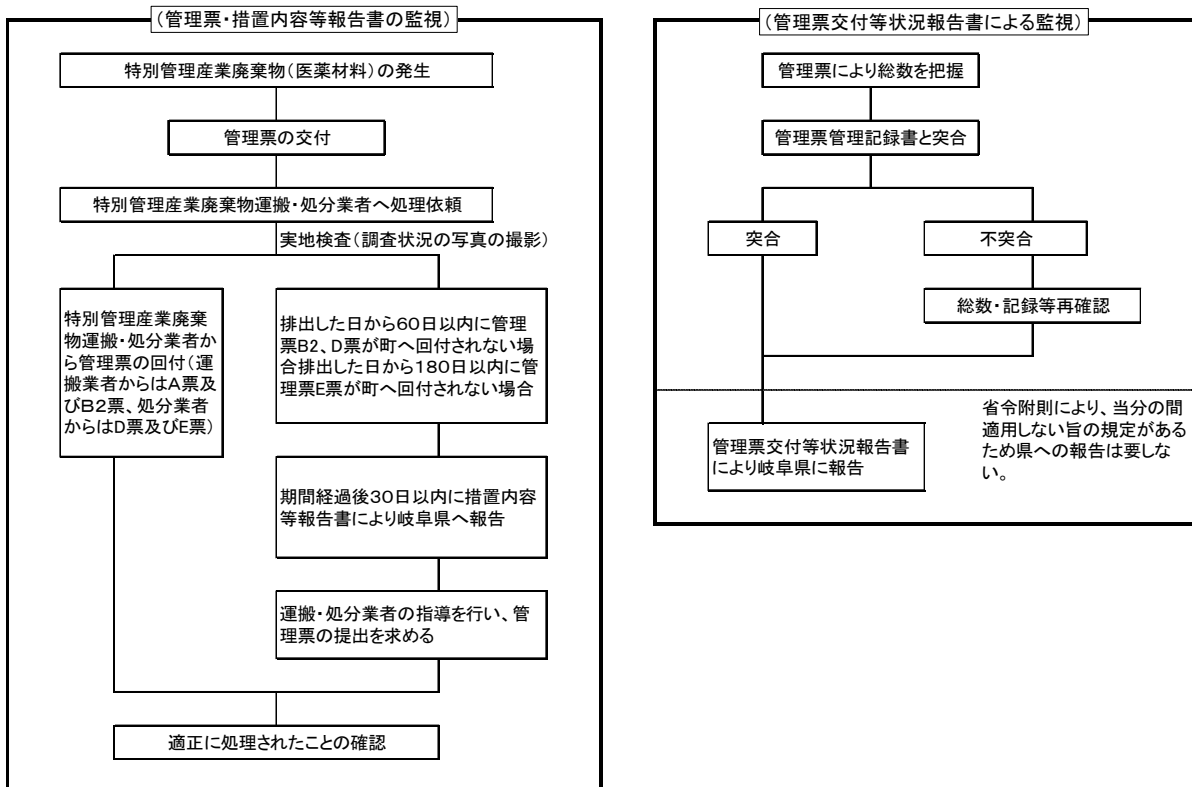 (管理票・措置内容等報告書の監視)
特別管理産業廃棄物(医薬材料)の発生
管理票の交付
特別管理産業廃棄物運搬・処分業者へ処理依頼
実地検査(調査状況の写真の撮影)
特別管理産業廃棄
物運搬・処分業者か
ら管理票の回付(運
搬業者からはA票及
びB2票、処分業者
からはD票及びE票)
排出した日から60日以内に管理
票B2、D票が町へ回付されない場
合排出した日から180日以内に管
理票E票が町へ回付されない場合
期間経過後30日以内に措置内容
等報告書により岐阜県へ報告
運搬・処分業者の指導を行い、管
理票の提出を求める
適正に処理されたことの確認
(管理票交付等状況報告書による監視)
管理票により総数を把握
管理票管理記録書と突合
突合
不突合
総数・記録等再確認
省令附則により、当分の間
適用しない旨の規定がある
ため県への報告は要しな
い。
管理票交付等状況報告書
により岐阜県に報告